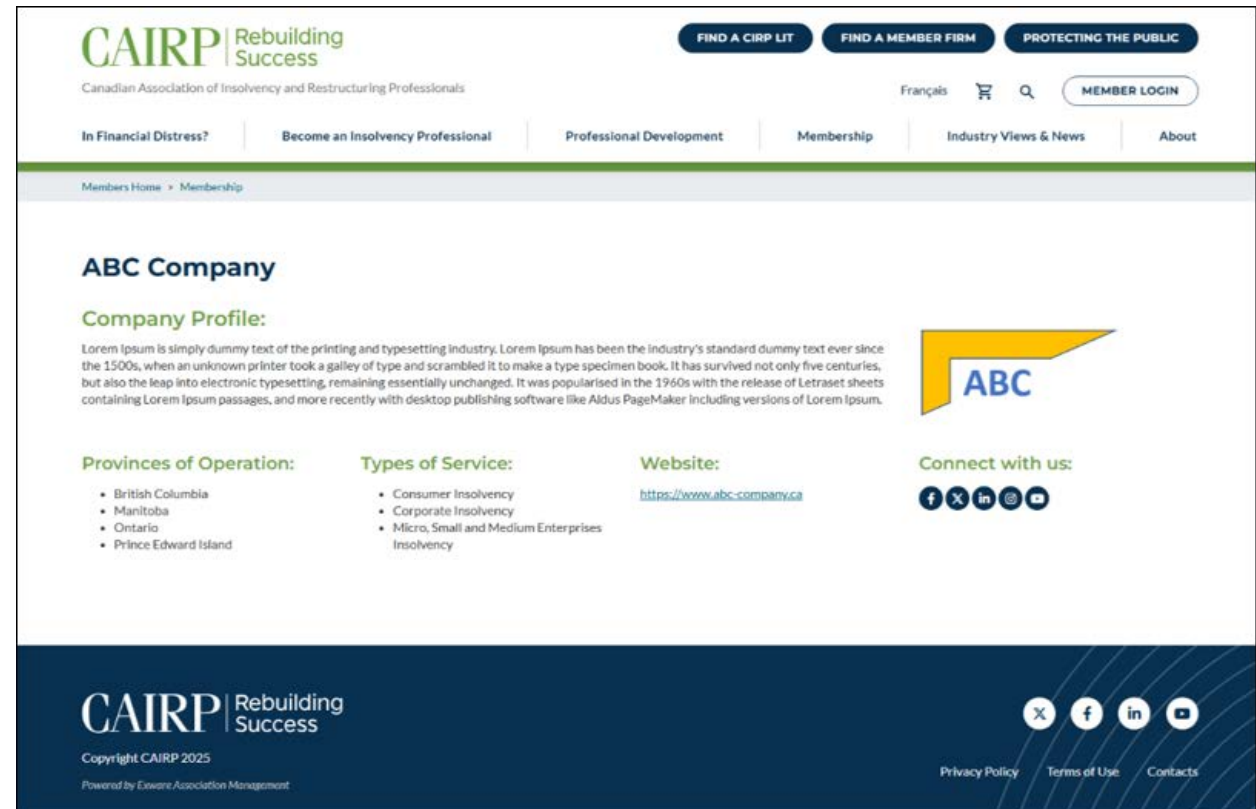 CAIRP Rebuilding Success
Canadian Association of Insolvency and Restructuring Professionals
FIND A CIRP LIT
FIND A MEMBER FIRM
PROTECTING THE PUBLIC
Français
MEMBER LOGIN
In Financial Distress?
Become an Insolvency Professional
Professional Development
Membership
Industry Views & News
About
Members Home > Membership
ABC Company
Company Profile:
Lorem Ipsum is simply dummy text of the printing and typesetting industry. Lorem Ipsum has been the industry's standard dummy text ever since
the 1500s, when an unknown printer took a galley of type and scrambled it to make a type specimen book. It has survived not only five centuries,
but also the leap into electronic typesetting, remaining essentially unchanged. It was popularised in the 1960s with the release of Letraset sheets
containing Lorem Ipsum passages, and more recently with desktop publishing software like Aldus PageMaker including versions of Lorem Ipsum.
ABC
Provinces of Operation:
• British Columbia
• Manitoba
• Ontario
• Prince Edward Island
Types of Service:
• Consumer Insolvency
• Corporate Insolvency
• Micro, Small and Medium Enterprises
Insolvency
Website:
https://www.abc-company.ca
Connect with us:
CAIRP Rebuilding Success
Copyright CAIRP 2025
Powered by Exware Association Management
Privacy Policy
Terms of Use
Contacts